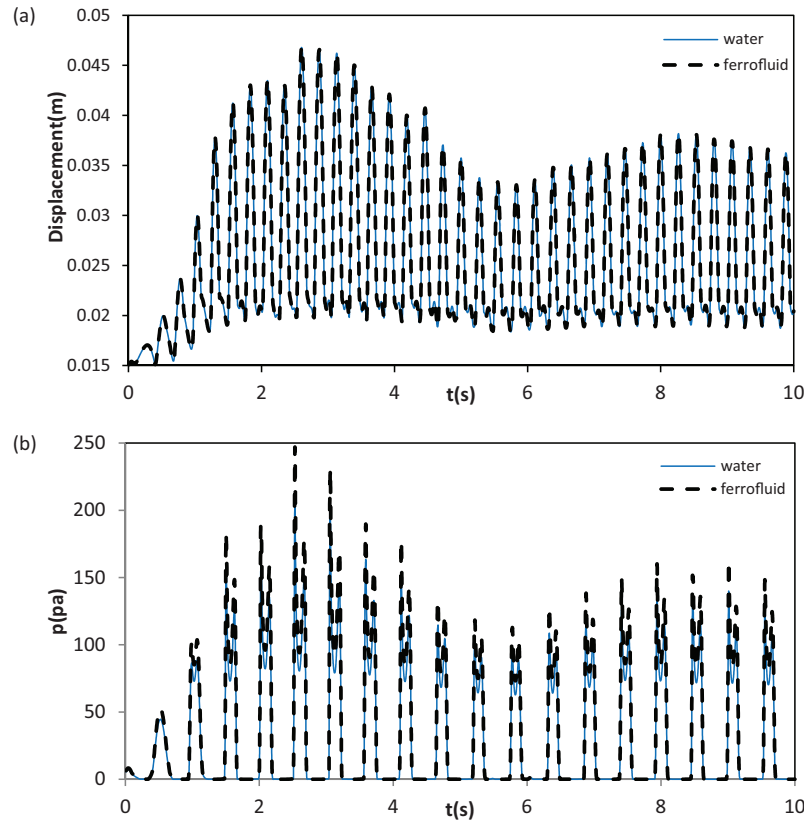 (a)
0.05
0.045
0.04
0.035
0.03
0.025
0.02
0.015
Displacement(m)
water
ferrofluid
0 2 4 6 8 10
t(s)
(b)
250
200
150
100
50
0
p(pa)
water
ferrofluid
0 2 4 6 8 10
t(s)